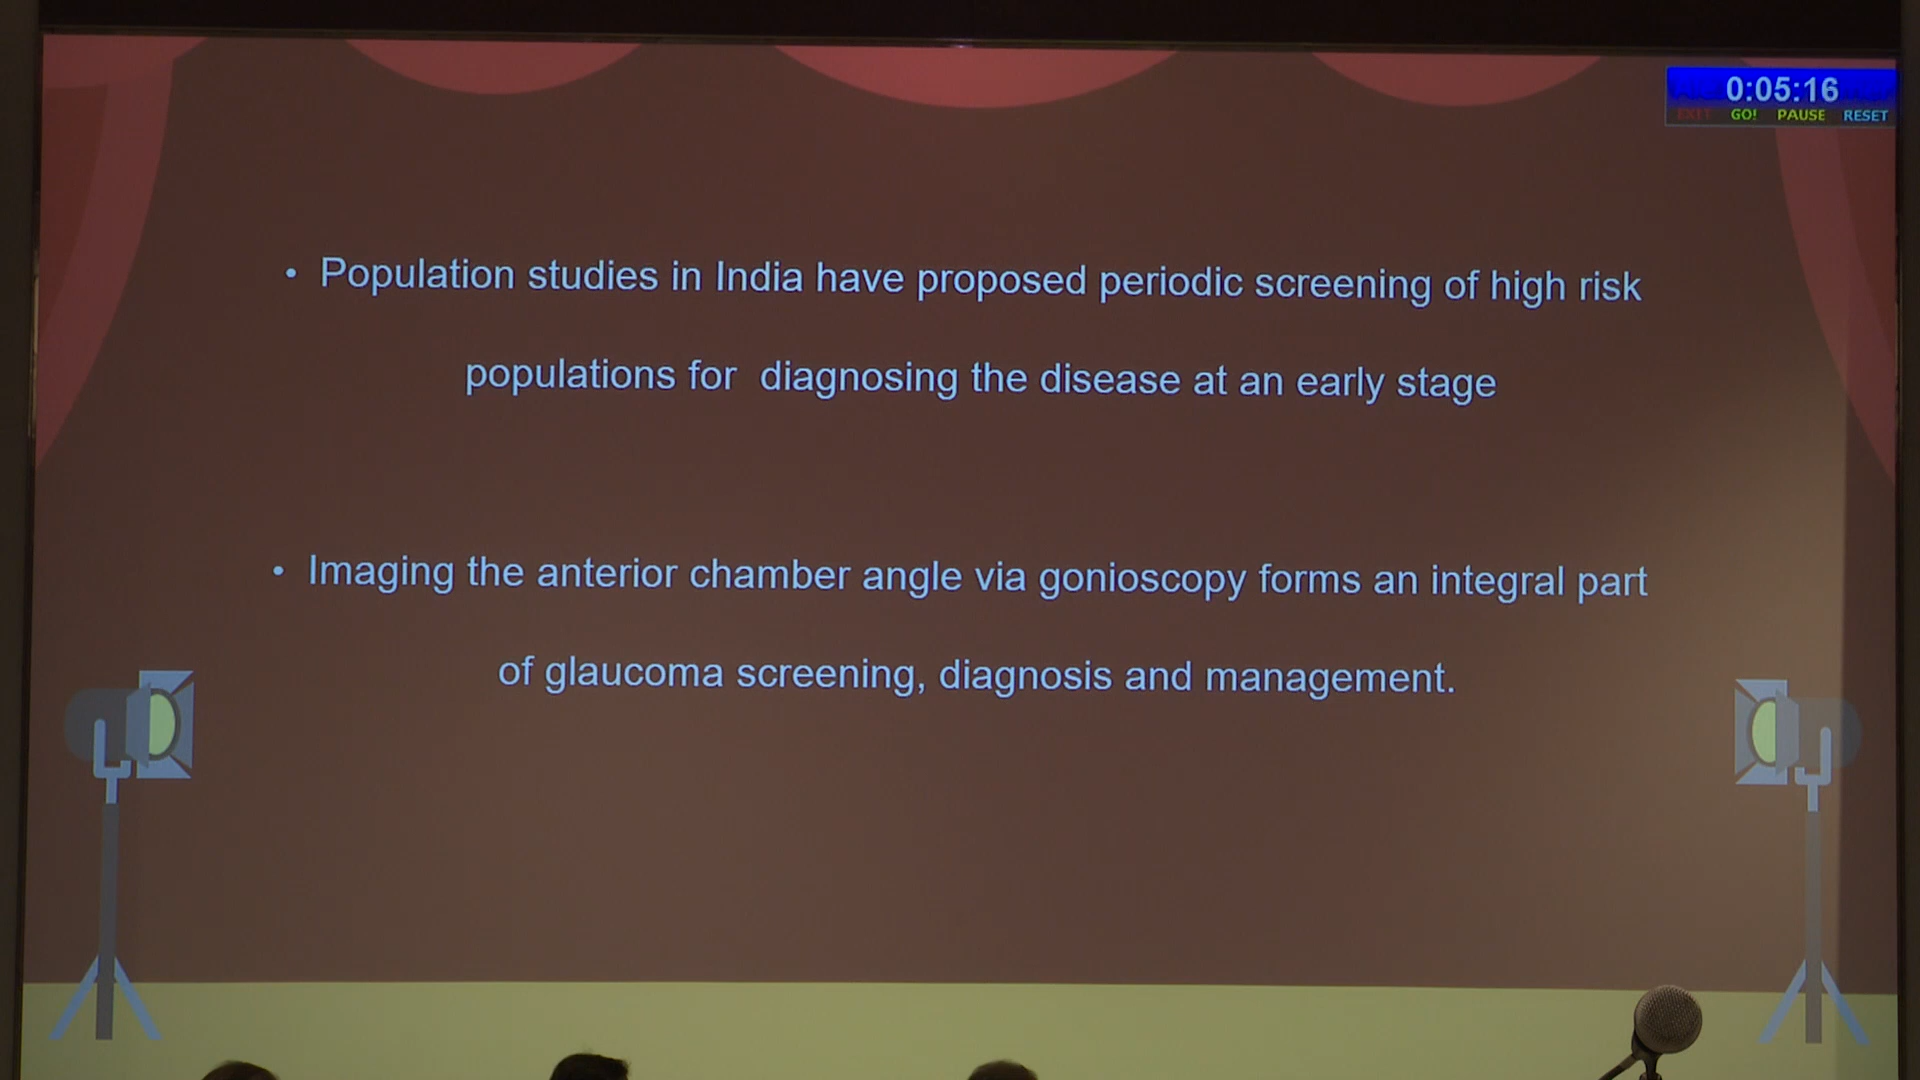 0:05:16
EXIT GO! PAUSE RESET
• Population studies in India have proposed periodic screening of high risk
populations for diagnosing the disease at an early stage
• Imaging the anterior chamber angle via gonioscopy forms an integral part
of glaucoma screening, diagnosis and management.